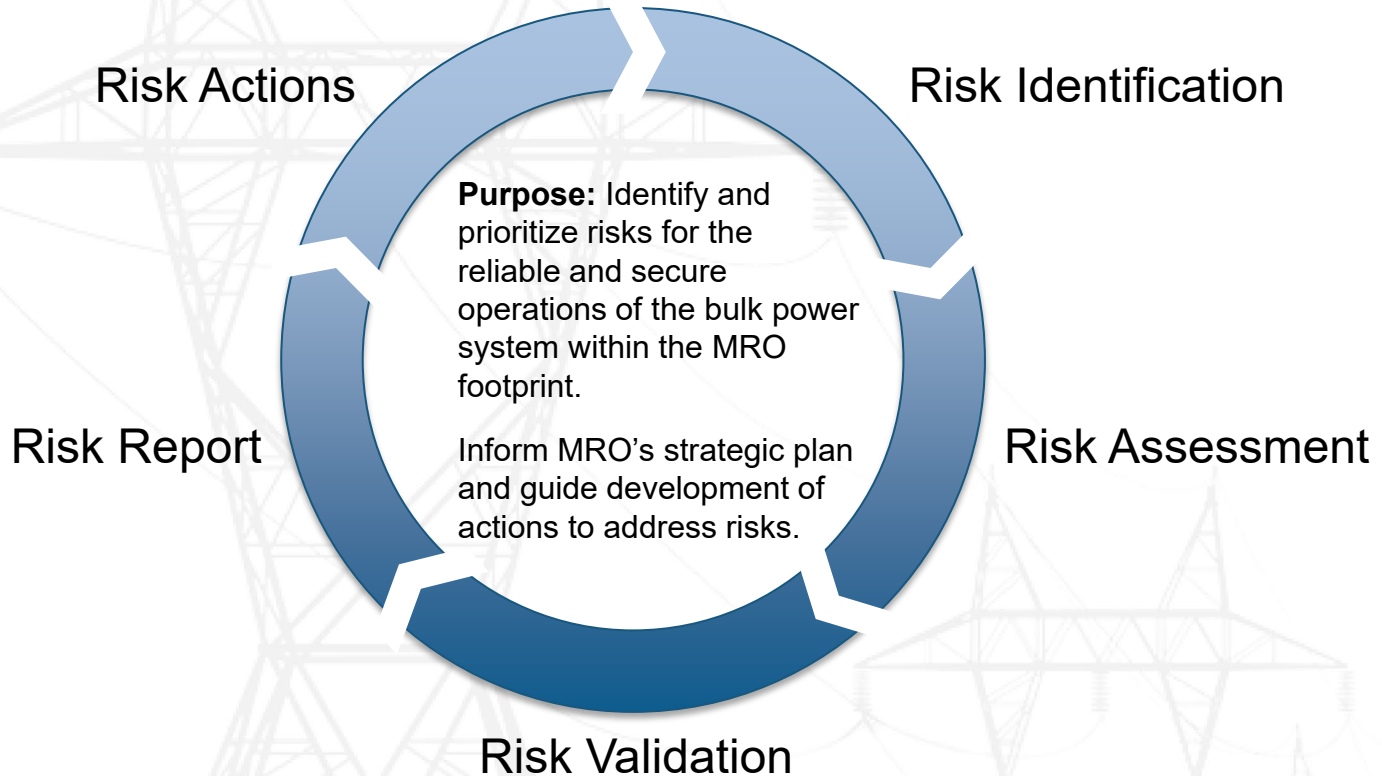 Risk Actions
Risk Identification
Purpose: Identify and
prioritize risks for the
reliable and secure
operations of the bulk power
system within the MRO
footprint.
Inform MRO’s strategic plan
and guide development of
actions to address risks.
Risk Report
Risk Assessment
Risk Validation